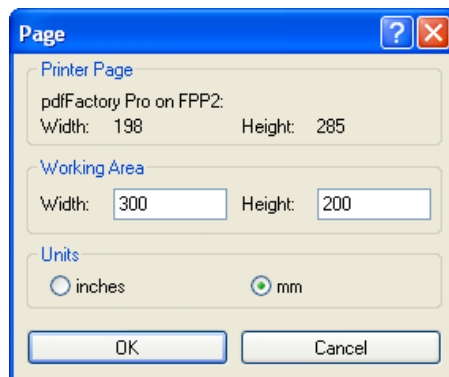 Page
Printer Page
pdfFactory Pro on FPP2:
Width: 198 Height: 285
Working Area
Width: 300 Height: 200
Units
inches mm
OK Cancel